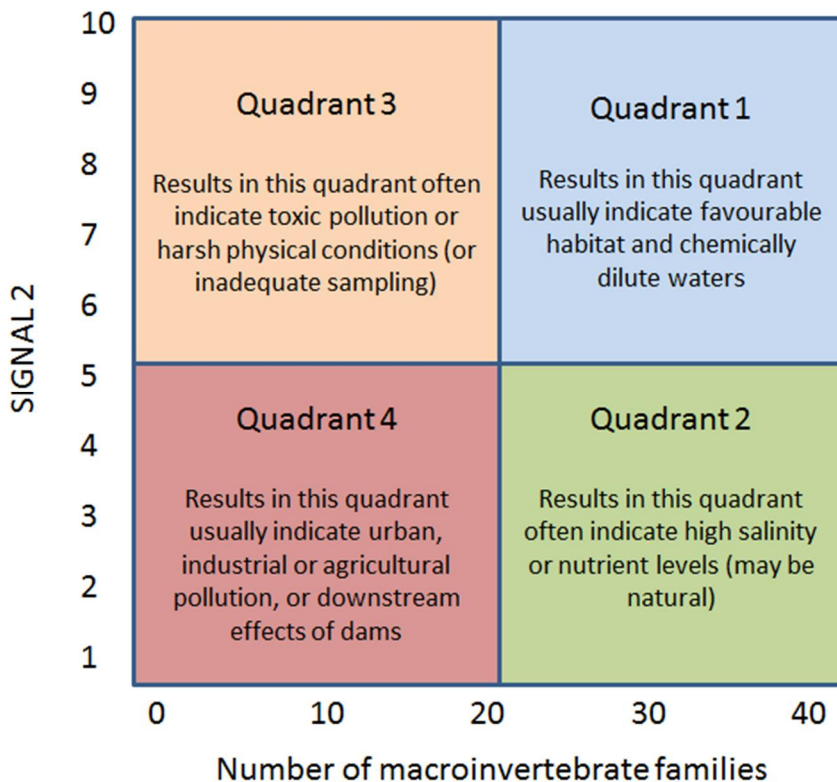 10
9
8
7
6
5
4
3
2
1
SIGNAL 2
Quadrant 3
Results in this quadrant often
indicate toxic pollution or
harsh physical conditions (or
inadequate sampling)
Quadrant 1
Results in this quadrant
usually indicate favourable
habitat and chemically
dilute waters
Quadrant 4
Results in this quadrant
usually indicate urban,
industrial or agricultural
pollution, or downstream
effects of dams
Quadrant 2
Results in this quadrant
often indicate high salinity
or nutrient levels (may be
natural)
0 10 20 30 40
Number of macroinvertebrate families